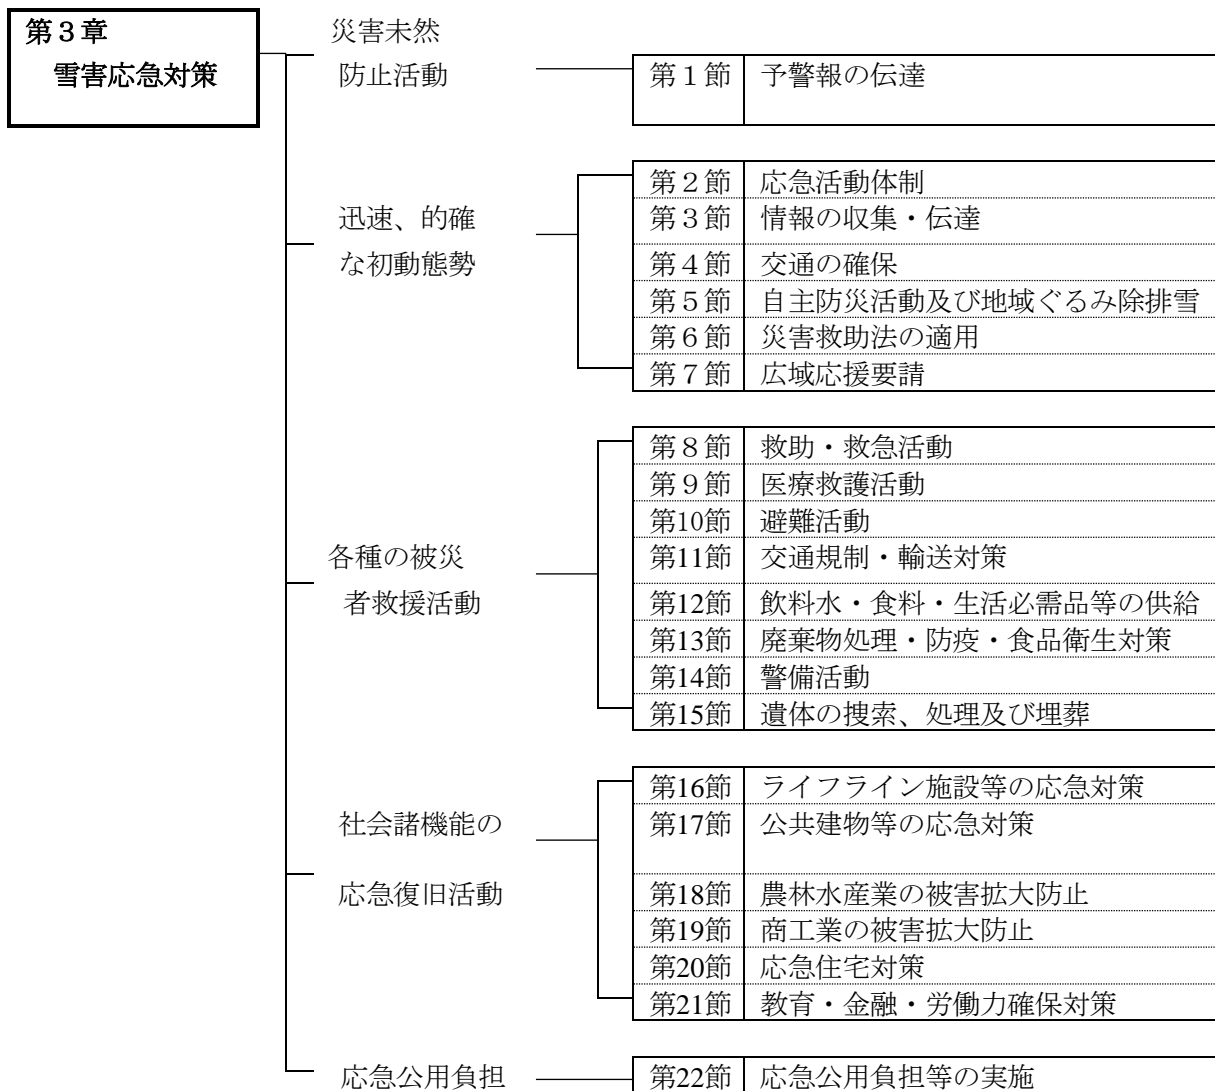 第３章
雪害応急対策
災害未然
防止活動
第１節 予警報の伝達
迅速、的確
な初動態勢
第２節 応急活動体制
第３節 情報の収集・伝達
第４節 交通の確保
第５節 自主防災活動及び地域ぐるみ除排雪
第６節 災害救助法の適用
第７節 広域応援要請
各種の被災
者救援活動
第８節 救助・救急活動
第９節 医療救護活動
第10節 避難活動
第11節 交通規制・輸送対策
第12節 飲料水・食料・生活必需品等の供給
第13節 廃棄物処理・防疫・食品衛生対策
第14節 警備活動
第15節 遺体の捜索、処理及び埋葬
社会諸機能の
応急復旧活動
第16節 ライフライン施設等の応急対策
第17節 公共建物等の応急対策
第18節 農林水産業の被害拡大防止
第19節 商工業の被害拡大防止
第20節 応急住宅対策
第21節 教育・金融・労働力確保対策
応急公用負担
第22節 応急公用負担等の実施